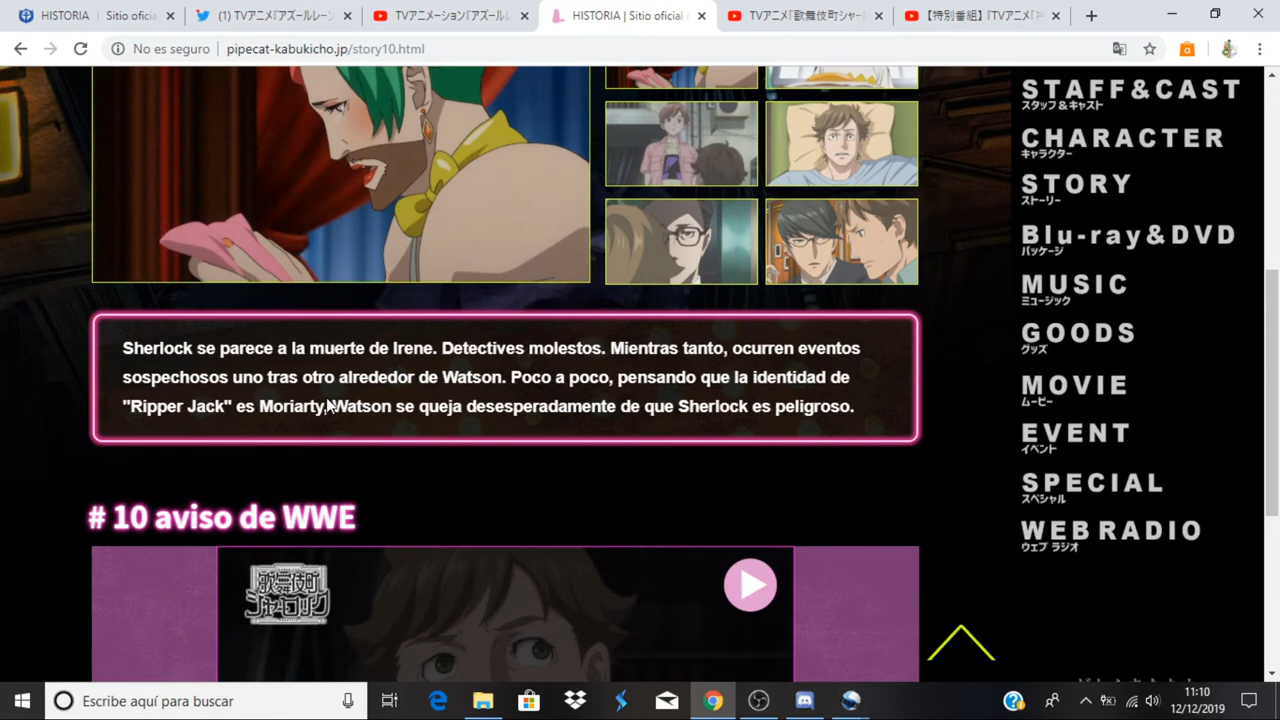 HISTORIA | Sitio oficia
(1) TVアニメ『アズールレーン
TVアニメーション『アズールレ
HISTORIA | Sitio oficial
TVアニメ「歌舞伎町シャーロ
【特別番組】『TVアニメ「
No es seguro | pipecat-kabukicho.jp/story10.html
STAFF&CAST
スタッフ&キャスト
CHARACTER
キャラクター
STORY
ストーリー
Blu-ray&DVD
パッケージ
MUSIC
ミュージック
GOODS
グッズ
MOVIE
ムービー
EVENT
イベント
SPECIAL
スペシャル
WEB RADIO
ウェブ ラジオ
Sherlock se parece a la muerte de Irene. Detectives molestos. Mientras tanto, ocurren eventos
sospechosos uno tras otro alrededor de Watson. Poco a poco, pensando que la identidad de
"Ripper Jack" es Moriarty, Watson se queja desesperadamente de que Sherlock es peligroso.
# 10 aviso de WWE
歌舞伎町
シャーロック
Escribe aquí para buscar
11:10
12/12/2019